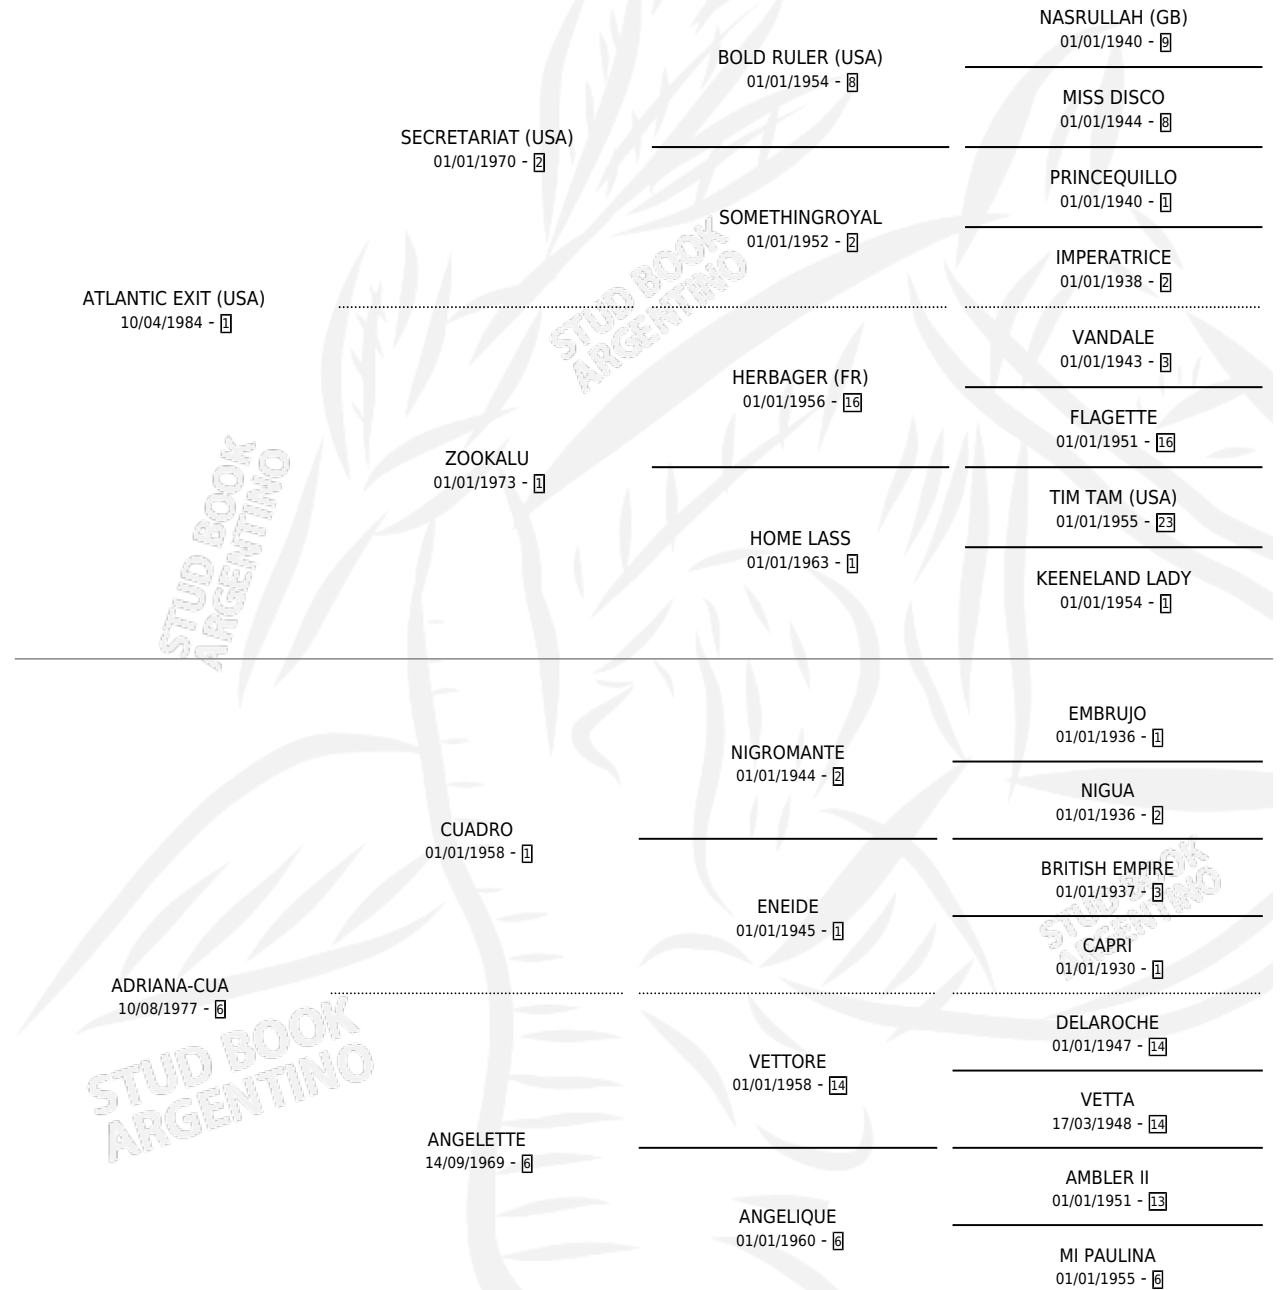 NASRULLAH (GB)
01/01/1940 - 9
BOLD RULER (USA)
01/01/1954 - 8
MISS DISCO
01/01/1944 - 8
SECRETARIAT (USA)
01/01/1970 - 2
PRINCEQUILLO
01/01/1940 - 1
SOMETHINGROYAL
01/01/1952 - 2
IMPERATRICE
01/01/1938 - 2
ATLANTIC EXIT (USA)
10/04/1984 - 1
STUD BOOK
ARGENTINO
VANDALE
01/01/1943 - 3
HERBAGER (FR)
01/01/1956 - 16
FLAGETTE
01/01/1951 - 16
ZOOKALU
01/01/1973 - 1
TIM TAM (USA)
01/01/1955 - 23
HOME LASS
01/01/1963 - 1
KEENELAND LADY
01/01/1954 - 1
STUD BOOK
ARGENTINO
EMBRUJO
01/01/1936 - 1
NIGROMANTE
01/01/1944 - 2
NIGUA
01/01/1936 - 2
CUADRO
01/01/1958 - 1
BRITISH EMPIRE
01/01/1937 - 3
ENEIDE
01/01/1945 - 1
CAPRI
01/01/1930 - 1
STUD BOOK
ARGENTINO
ADRIANA-CUA
10/08/1977 - 6
STUD BOOK
ARGENTINO
DELAROCHE
01/01/1947 - 14
VETTORE
01/01/1958 - 14
VETTA
17/03/1948 - 14
ANGELETTE
14/09/1969 - 6
AMBLER II
01/01/1951 - 13
ANGELIQUE
01/01/1960 - 6
MI PAULINA
01/01/1955 - 6